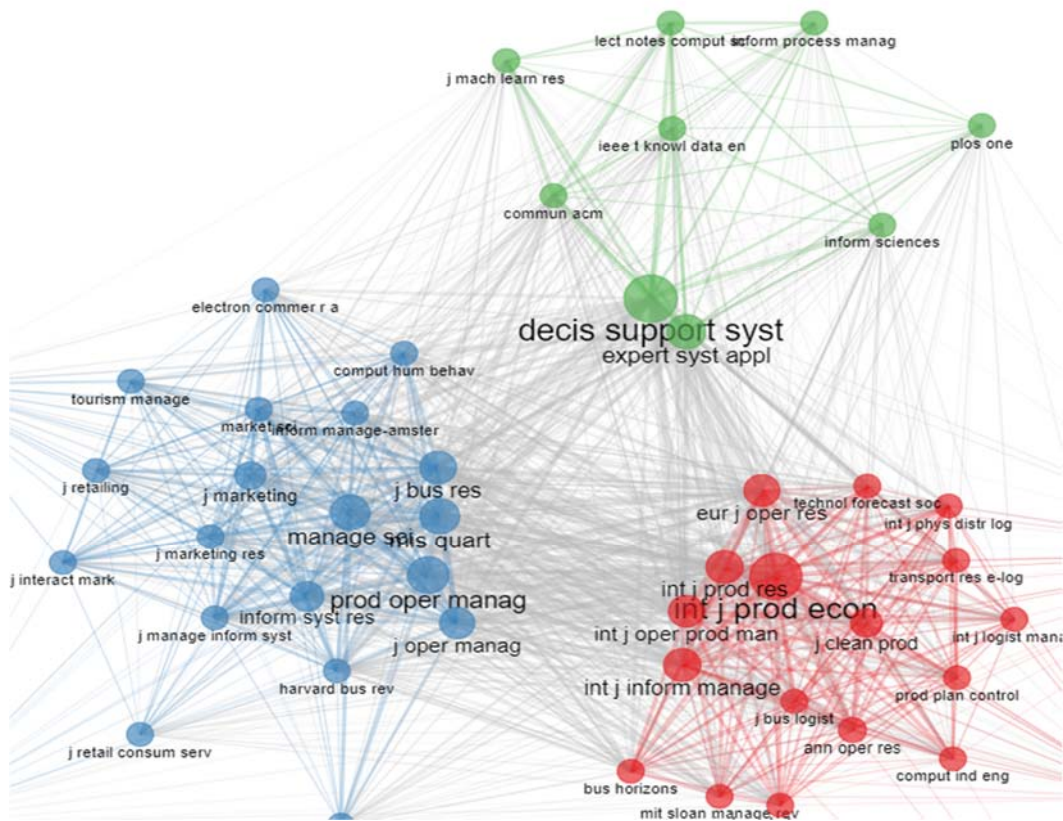 lect notes comput sc
inform process manag
j mach learn res
ieee t knowl data en
plos one
commun acm
inform sciences
decis support syst
expert syst appl
electron commer r a
comput hum behav
tourism manage
market sci
inform manage-amster
j retailing
j marketing
j bus res
manage sci
mis quart
j marketing res
j interact mark
prod oper manag
inform syst res
j manage inform syst
j oper manag
harvard bus rev
j retail consum serv
eur j oper res
technol forecast soc
int j phys distr log
int j prod res
transport res e-log
int j prod econ
int j oper prod man
j clean prod
int j logist mana
int j inform manage
prod plan control
j bus logist
ann oper res
comput ind eng
bus horizons
mit sloan manage rev